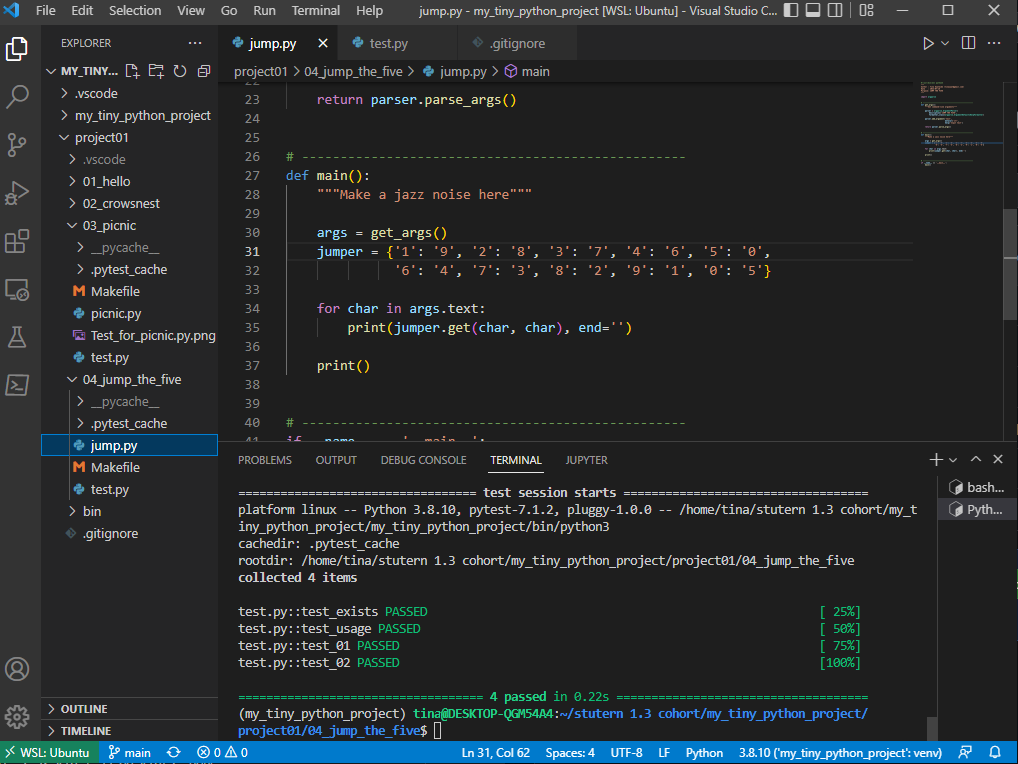 File Edit Selection View Go Run Terminal Help jump.py - my_tiny_python_project [WSL: Ubuntu] - Visual Studio C...
EXPLORER
MY_TINY...
.vscode
my_tiny_python_project
project01
.vscode
01_hello
02_crowsnest
03_picnic
__pycache__
.pytest_cache
Makefile
picnic.py
Test_for_picnic.py.png
test.py
04_jump_the_five
__pycache__
.pytest_cache
jump.py
Makefile
test.py
bin
.gitignore
OUTLINE
TIMELINE
jump.py test.py .gitignore
project01 > 04_jump_the_five > jump.py > main
22
23 return parser.parse_args()
24
25
26 # --------------------------------------------------
27 def main():
28 """Make a jazz noise here"""
29
30 args = get_args()
31 jumper = {'1': '9', '2': '8', '3': '7', '4': '6', '5': '0',
32 '6': '4', '7': '3', '8': '2', '9': '1', '0': '5'}
33
34 for char in args.text:
35 print(jumper.get(char, char), end='')
36
37 print()
38
39
40 # --------------------------------------------------
41 if __name__ == '__main__':
PROBLEMS OUTPUT DEBUG CONSOLE TERMINAL JUPYTER
bash...
Pyth...
================================= test session starts ==================================
platform linux -- Python 3.8.10, pytest-7.1.2, pluggy-1.0.0 -- /home/tina/stutern 1.3 cohort/my_t
iny_python_project/my_tiny_python_project/bin/python3
cachedir: .pytest_cache
rootdir: /home/tina/stutern 1.3 cohort/my_tiny_python_project/project01/04_jump_the_five
collected 4 items
test.py::test_exists PASSED [ 25%]
test.py::test_usage PASSED [ 50%]
test.py::test_01 PASSED [ 75%]
test.py::test_02 PASSED [100%]
================================== 4 passed in 0.22s ===================================
(my_tiny_python_project) tina@DESKTOP-QGM54A4:~/stutern 1.3 cohort/my_tiny_python_project/
project01/04_jump_the_five$
WSL: Ubuntu main 0 0 Ln 31, Col 62 Spaces: 4 UTF-8 LF Python 3.8.10 ('my_tiny_python_project': venv)